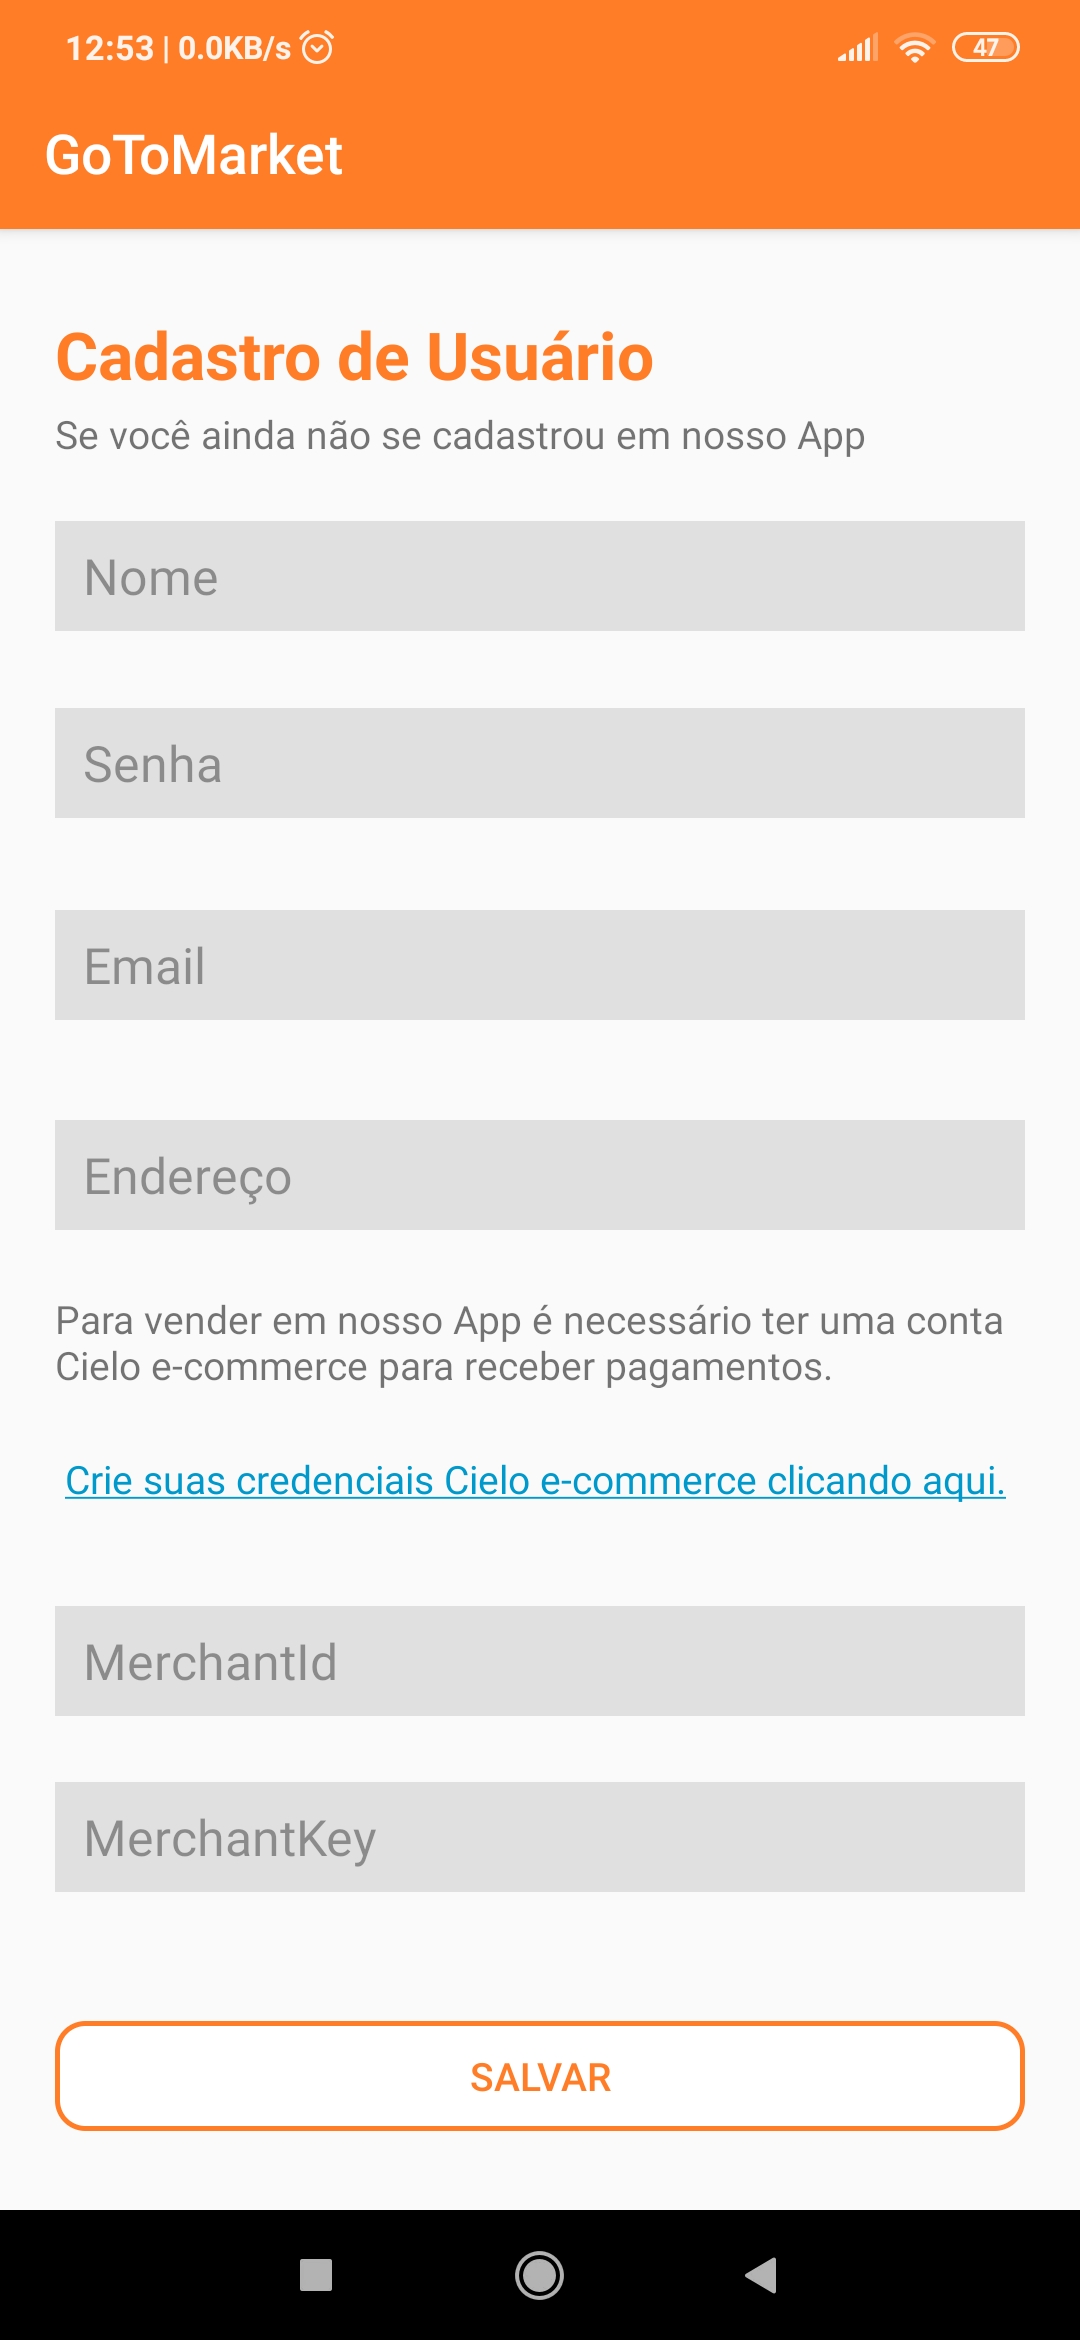 12:53 | 0.0KB/s
47
GoToMarket
Cadastro de Usuário
Se você ainda não se cadastrou em nosso App
Nome
Senha
Email
Endereço
Para vender em nosso App é necessário ter uma conta
Cielo e-commerce para receber pagamentos.
Crie suas credenciais Cielo e-commerce clicando aqui.
MerchantId
MerchantKey
SALVAR